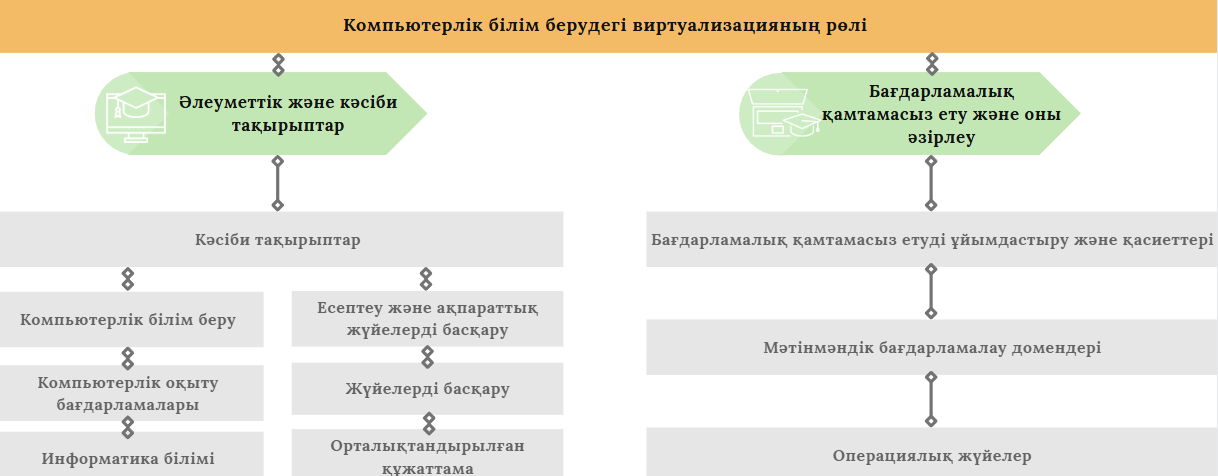 Компьютерлік білім берудегі виртуализацияның рөлі
Әлеуметтік және кәсіби
тақырыптар
Кәсіби тақырыптар
Компьютерлік білім беру
Компьютерлік оқыту
бағдарламалары
Информатика білімі
Есептеу және ақпараттық
жүйелерді басқару
Жүйелерді басқару
Орталықтандырылған
құжаттама
Бағдарламалық
қамтамасыз ету және оны
әзірлеу
Бағдарламалық қамтамасыз етуді ұйымдастыру және қасиеттері
Мәтінмәндік бағдарламалау домендері
Операциялық жүйелер